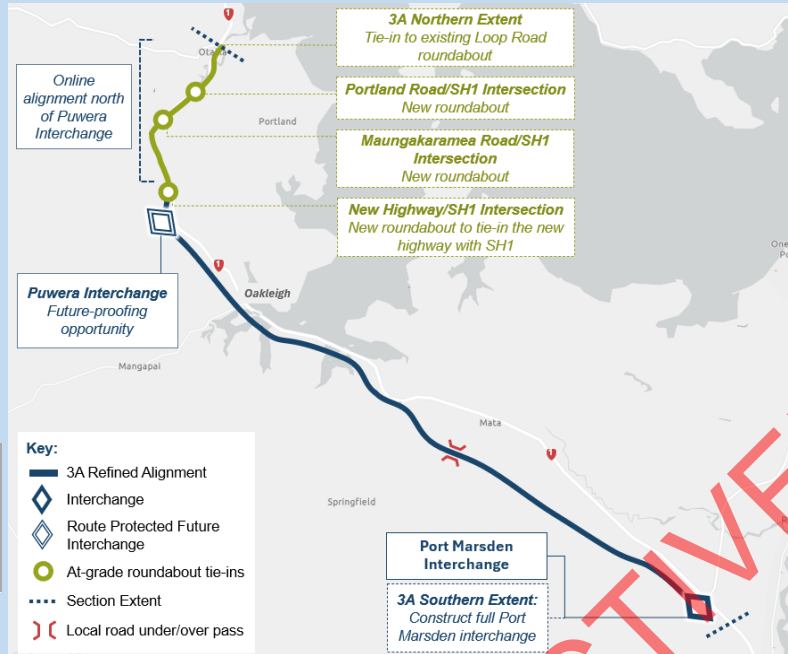 1
3A Northern Extent
Tie-in to existing Loop Road
roundabout
Online
alignment north
of Puwera
Interchange
Portland Road/SH1 Intersection
New roundabout
Portland
Maungakaramea Road/SH1
Intersection
New roundabout
New Highway/SH1 Intersection
New roundabout to tie-in the new
highway with SH1
1
Puwera Interchange
Future-proofing
opportunity
Oakleigh
Mangapai
Mata
1
Springfield
Key:
3A Refined Alignment
Interchange
Route Protected Future
Interchange
At-grade roundabout tie-ins
Section Extent
Local road under/over pass
Port Marsden
Interchange
3A Southern Extent:
Construct full Port
Marsden interchange